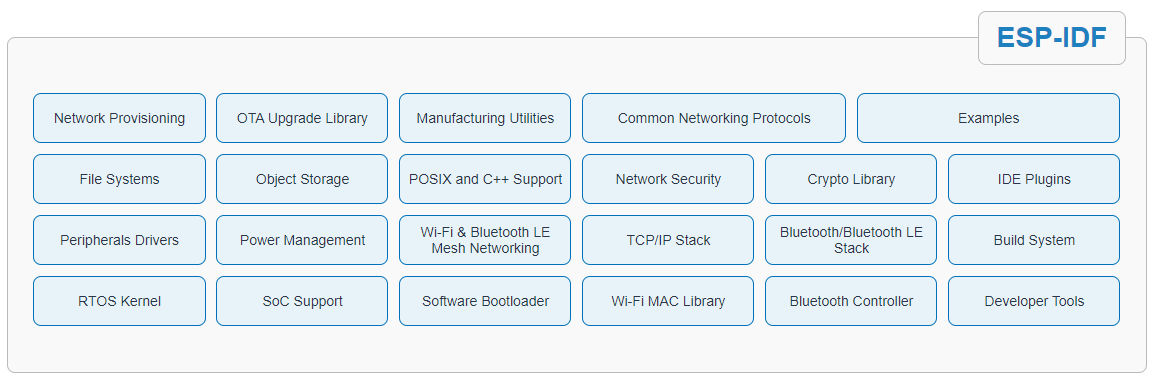 ESP-IDF
Network Provisioning
OTA Upgrade Library
Manufacturing Utilities
Common Networking Protocols
Examples
File Systems
Object Storage
POSIX and C++ Support
Network Security
Crypto Library
IDE Plugins
Peripherals Drivers
Power Management
Wi-Fi & Bluetooth LE
Mesh Networking
TCP/IP Stack
Bluetooth/Bluetooth LE
Stack
Build System
RTOS Kernel
SoC Support
Software Bootloader
Wi-Fi MAC Library
Bluetooth Controller
Developer Tools